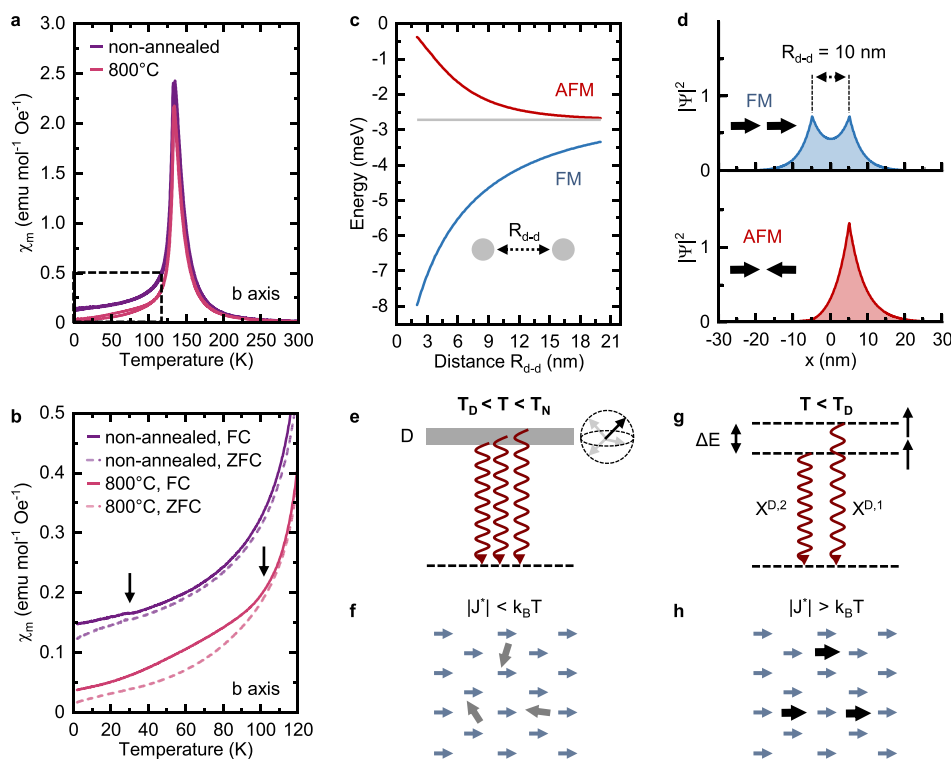 a
3.0
2.5
2.0
1.5
1.0
0.5
0
χm (emu mol-1 Oe-1)
non-annealed
800°C
b axis
0 50 100 150 200 250 300
Temperature (K)
b
0.5
0.4
0.3
0.2
0.1
0
χm (emu mol-1 Oe-1)
non-annealed, FC
non-annealed, ZFC
800°C, FC
800°C, ZFC
b axis
0 20 40 60 80 100 120
Temperature (K)
c
0
-1
-2
-3
-4
-5
-6
-7
-8
Energy (meV)
AFM
FM
Rd-d
0 3 6 9 12 15 18 21
Distance Rd-d (nm)
d
Rd-d = 10 nm
|Ψ|2
1
0
FM
|Ψ|2
1
0
AFM
-30 -20 -10 0 10 20 30
x (nm)
e
TD < T < TN
D
f
|J*| < kBT
g
T < TD
ΔE
XD,2
XD,1
h
|J*| > kBT